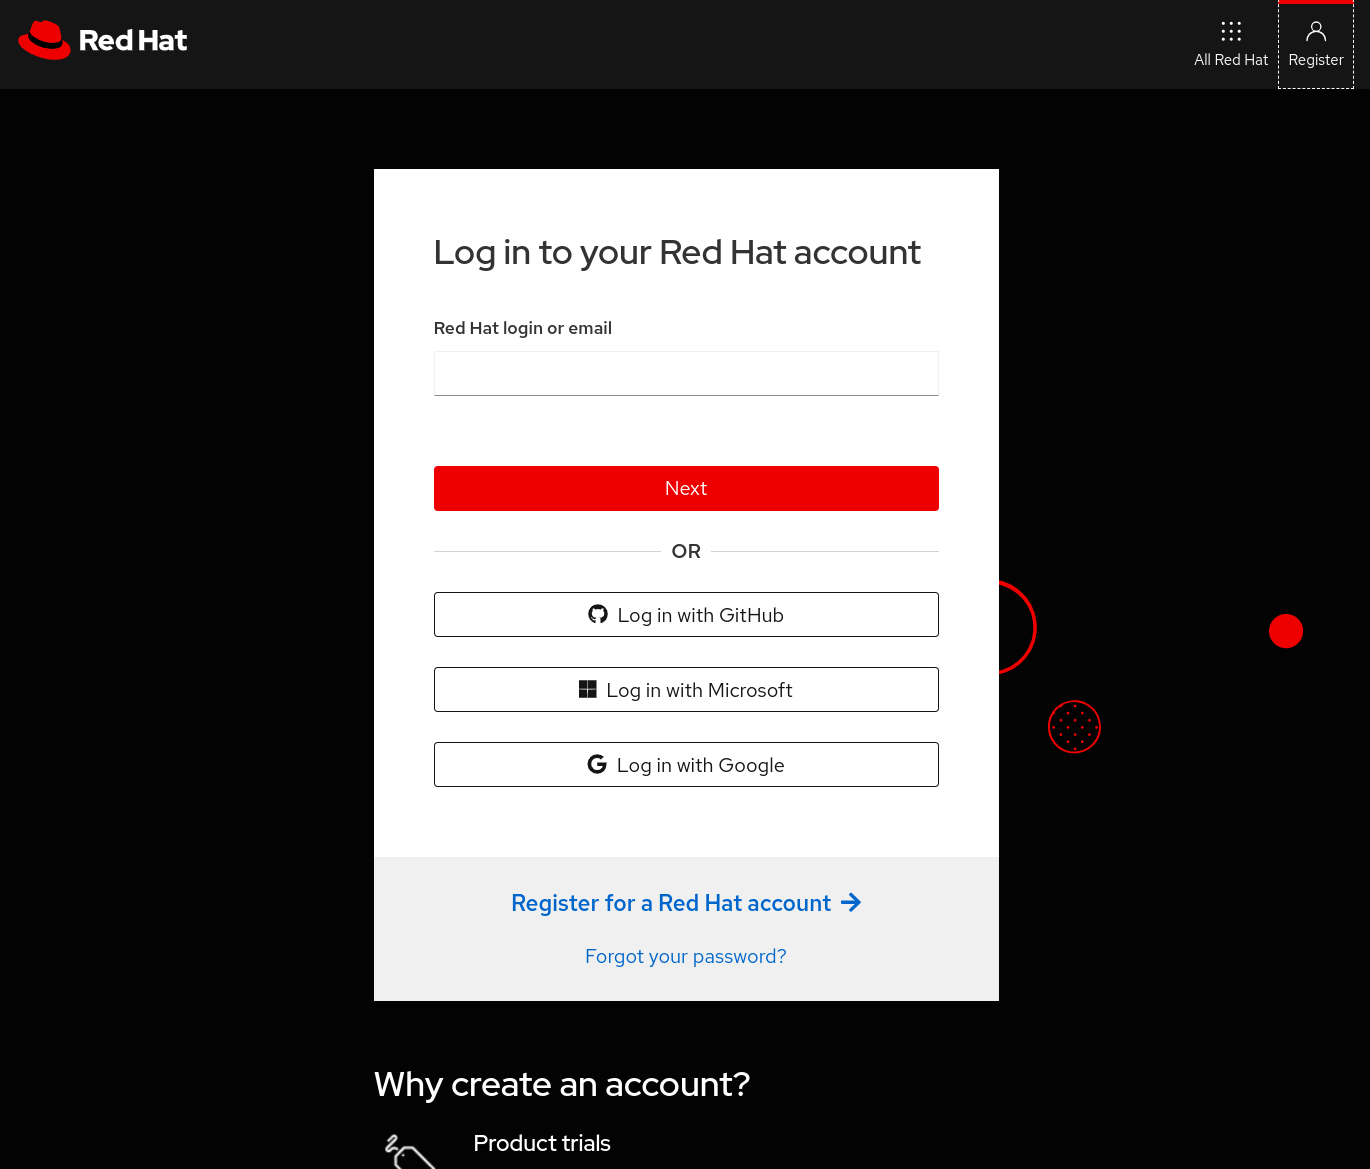 Red Hat
All Red Hat
Register
Log in to your Red Hat account
Red Hat login or email
Next
OR
Log in with GitHub
Log in with Microsoft
Log in with Google
Register for a Red Hat account
Forgot your password?
Why create an account?
Product trials